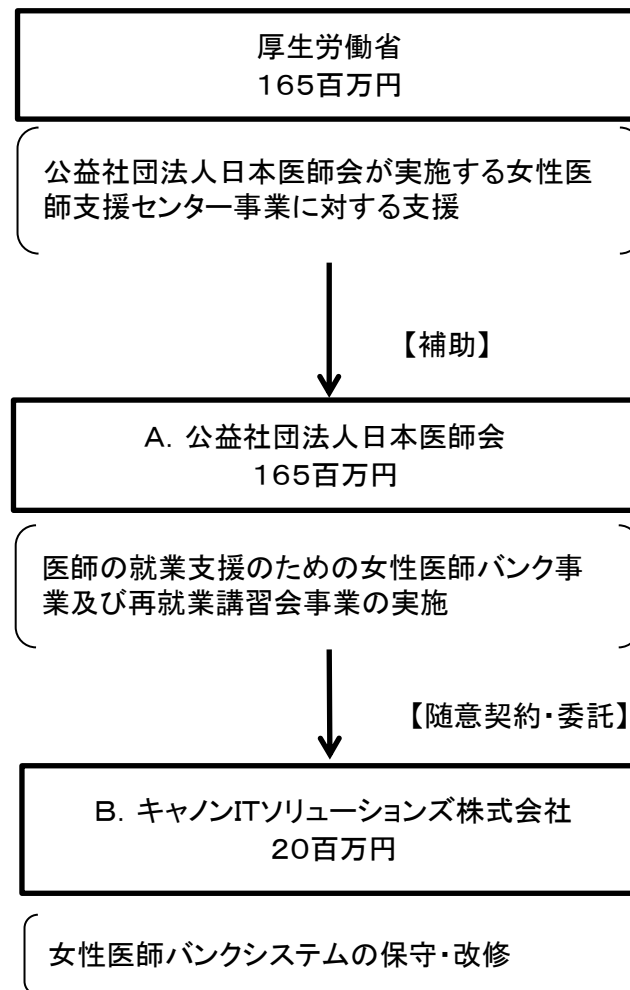 厚生労働省
165百万円
公益社団法人日本医師会が実施する女性医
師支援センター事業に対する支援
【補助】
A．公益社団法人日本医師会
165百万円
医師の就業支援のための女性医師バンク事
業及び再就業講習会事業の実施
【随意契約・委託】
B．キャノンITソリューションズ株式会社
20百万円
女性医師バンクシステムの保守・改修